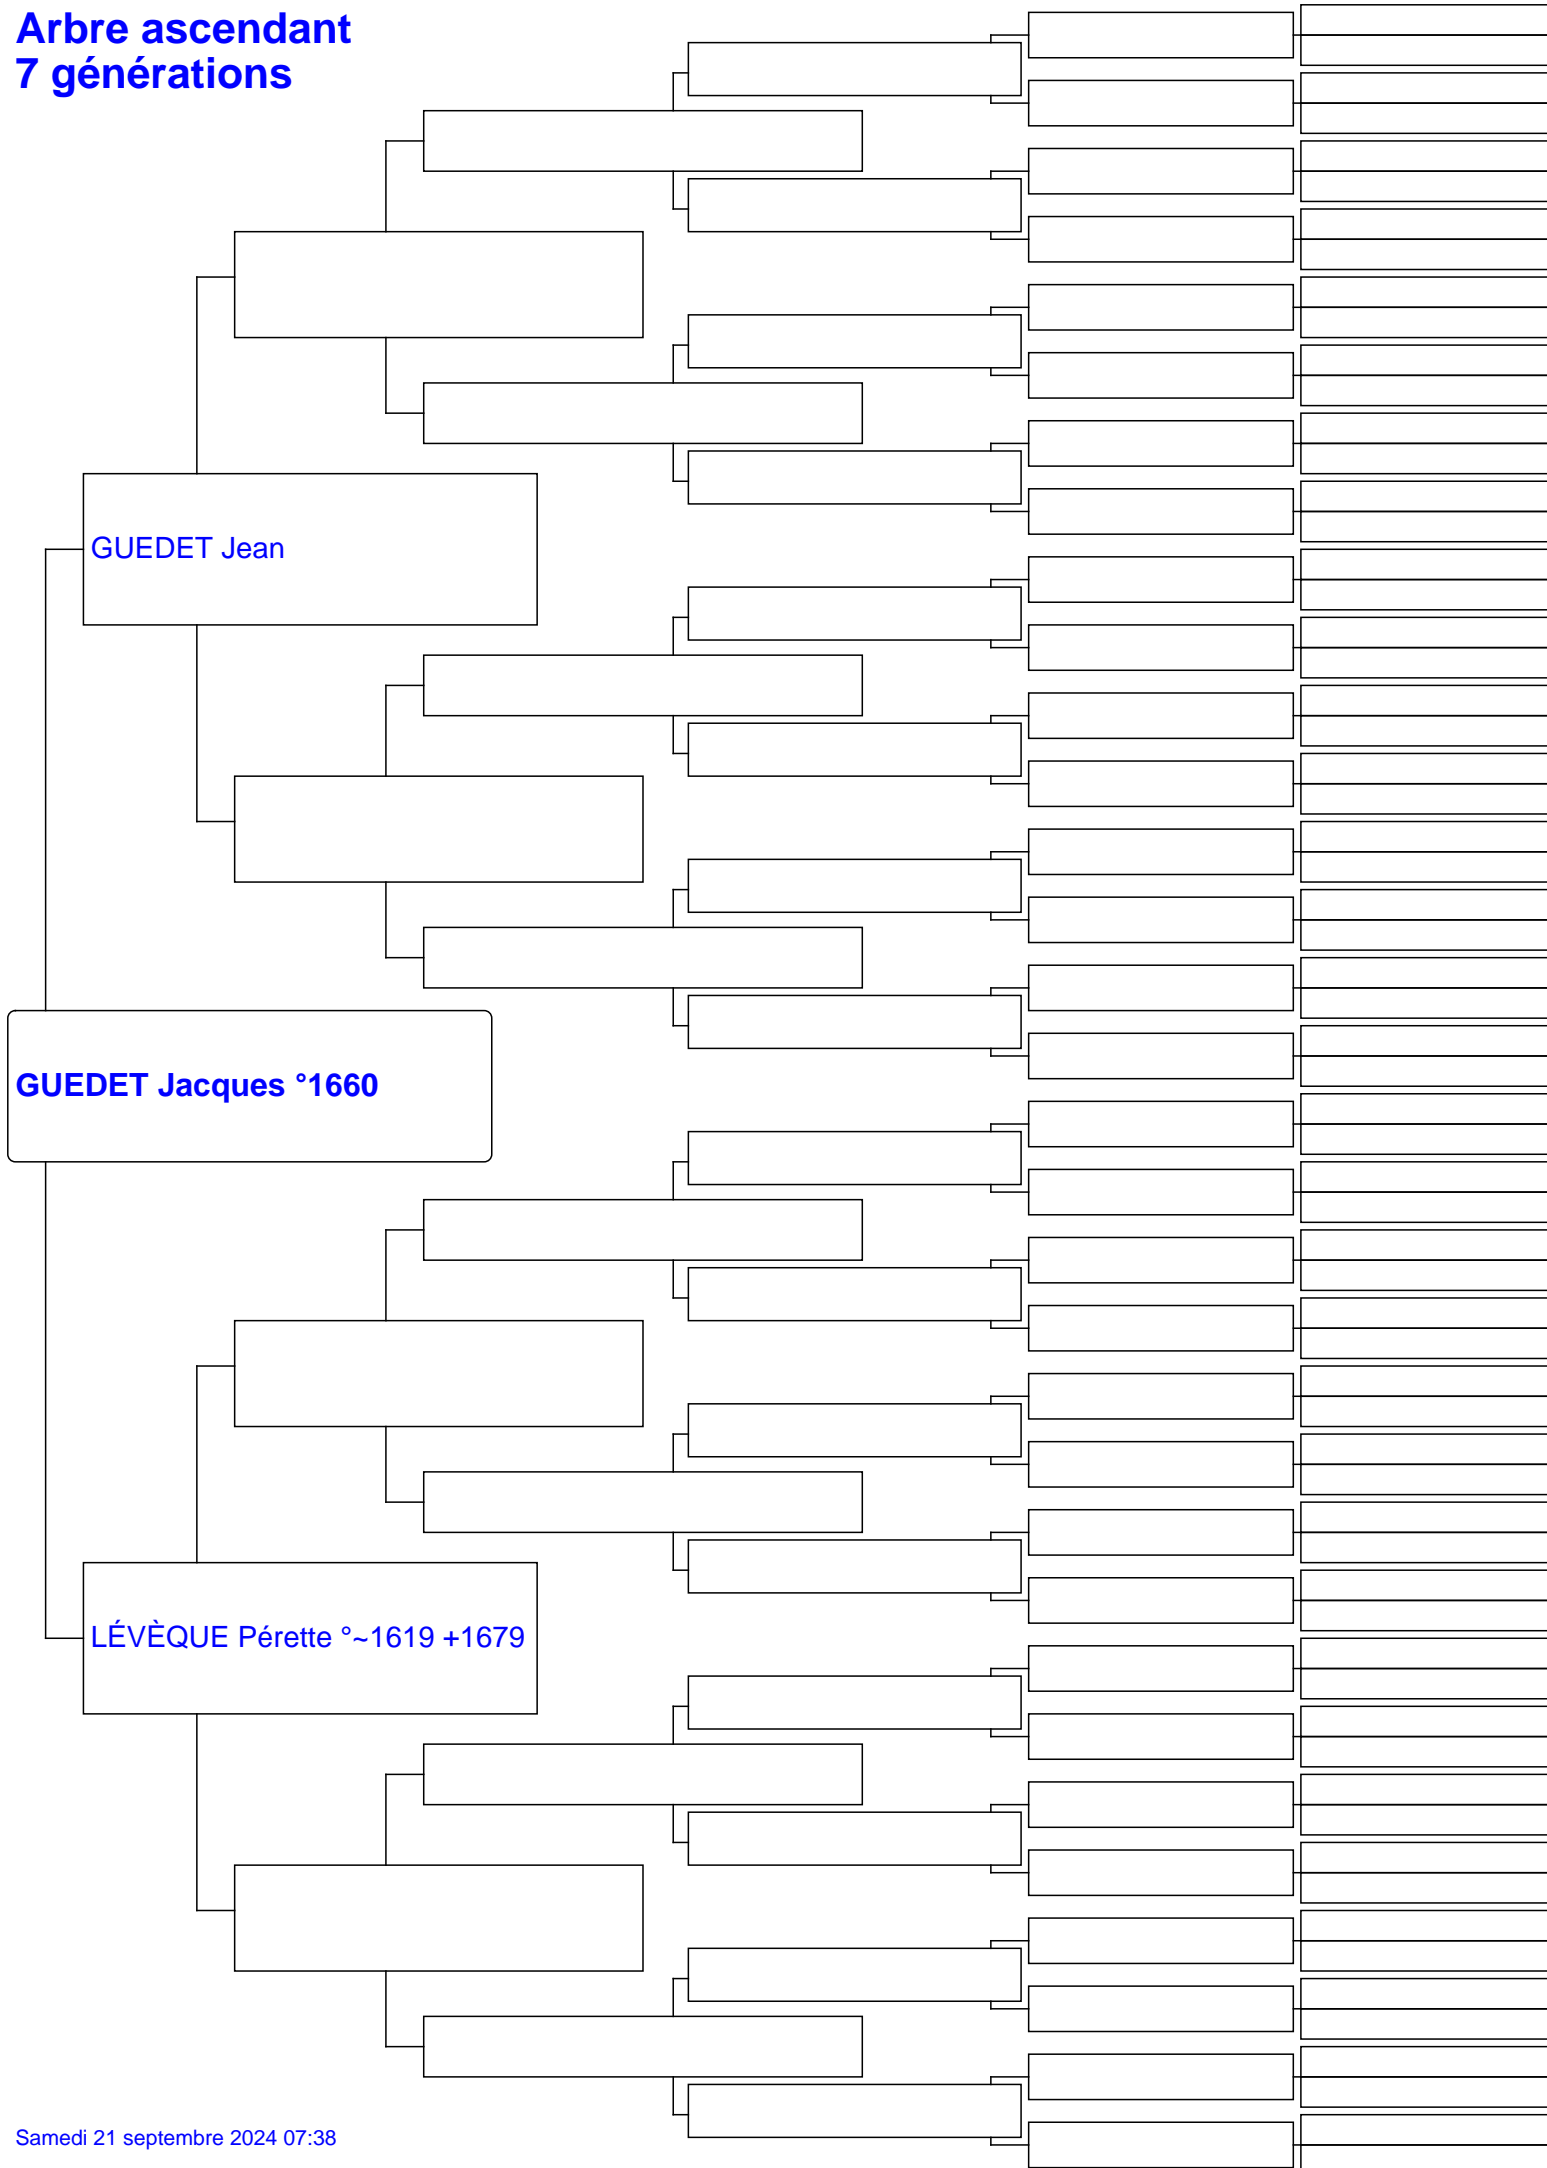 Arbre ascendant
7 générations
GUEDET Jean
GUEDET Jacques °1660
LÉVÈQUE Pérette °~1619 +1679
Samedi 21 septembre 2024 07:38